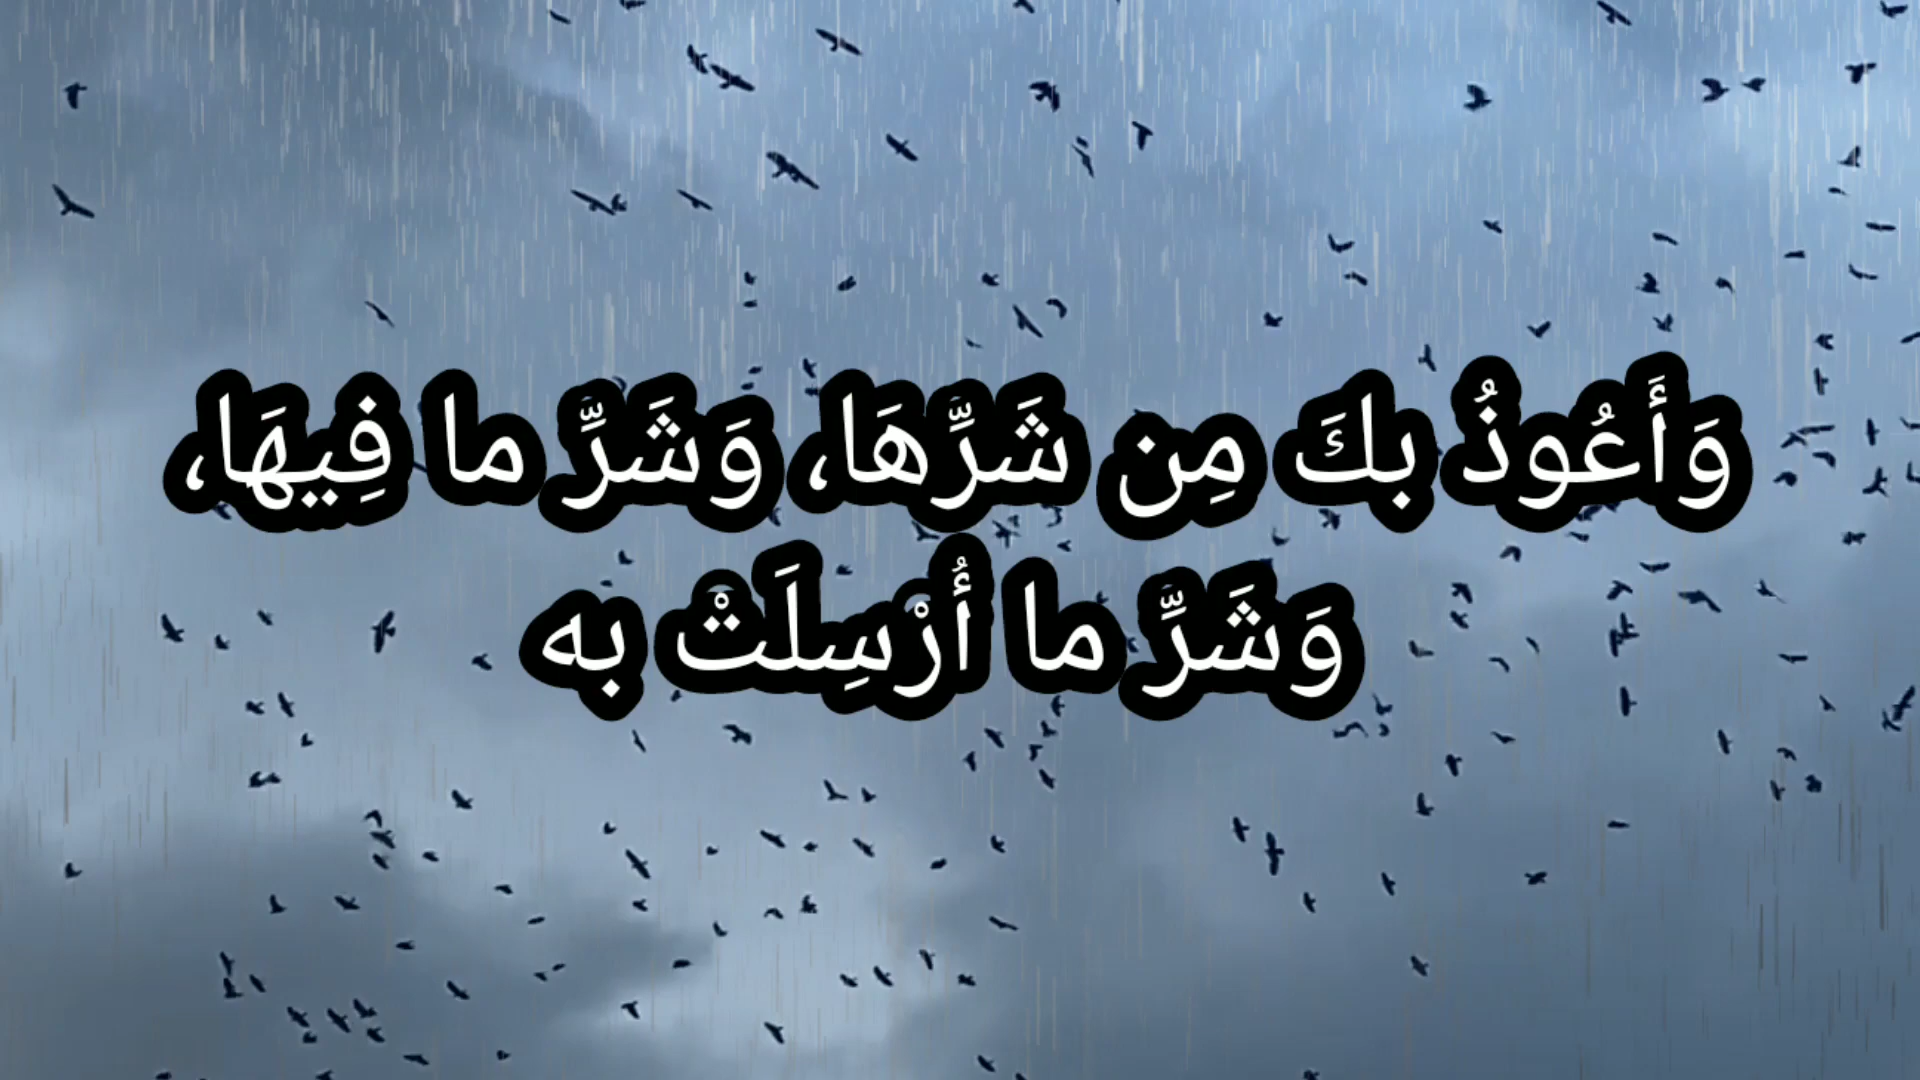 وَأَعُوذُ بكَ مِن شَرِّهَا، وَشَرِّ ما فِيهَا،
وَشَرِّ ما أُرْسِلَتْ به